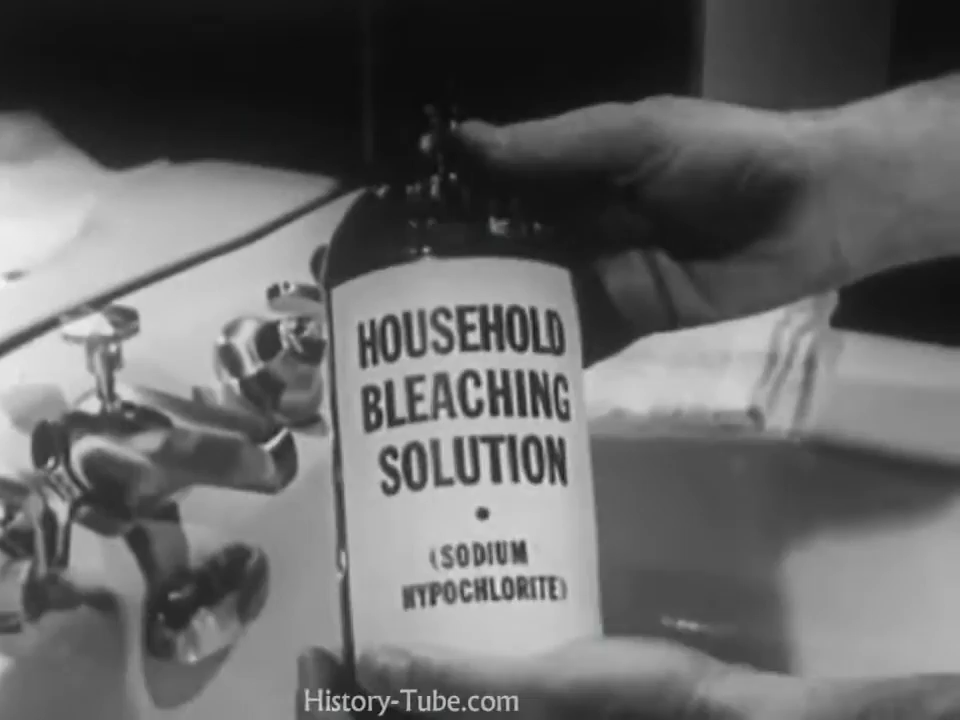 HOUSEHOLD
BLEACHING
SOLUTION
•
(SODIUM
HYPOCHLORITE)
History-Tube.com